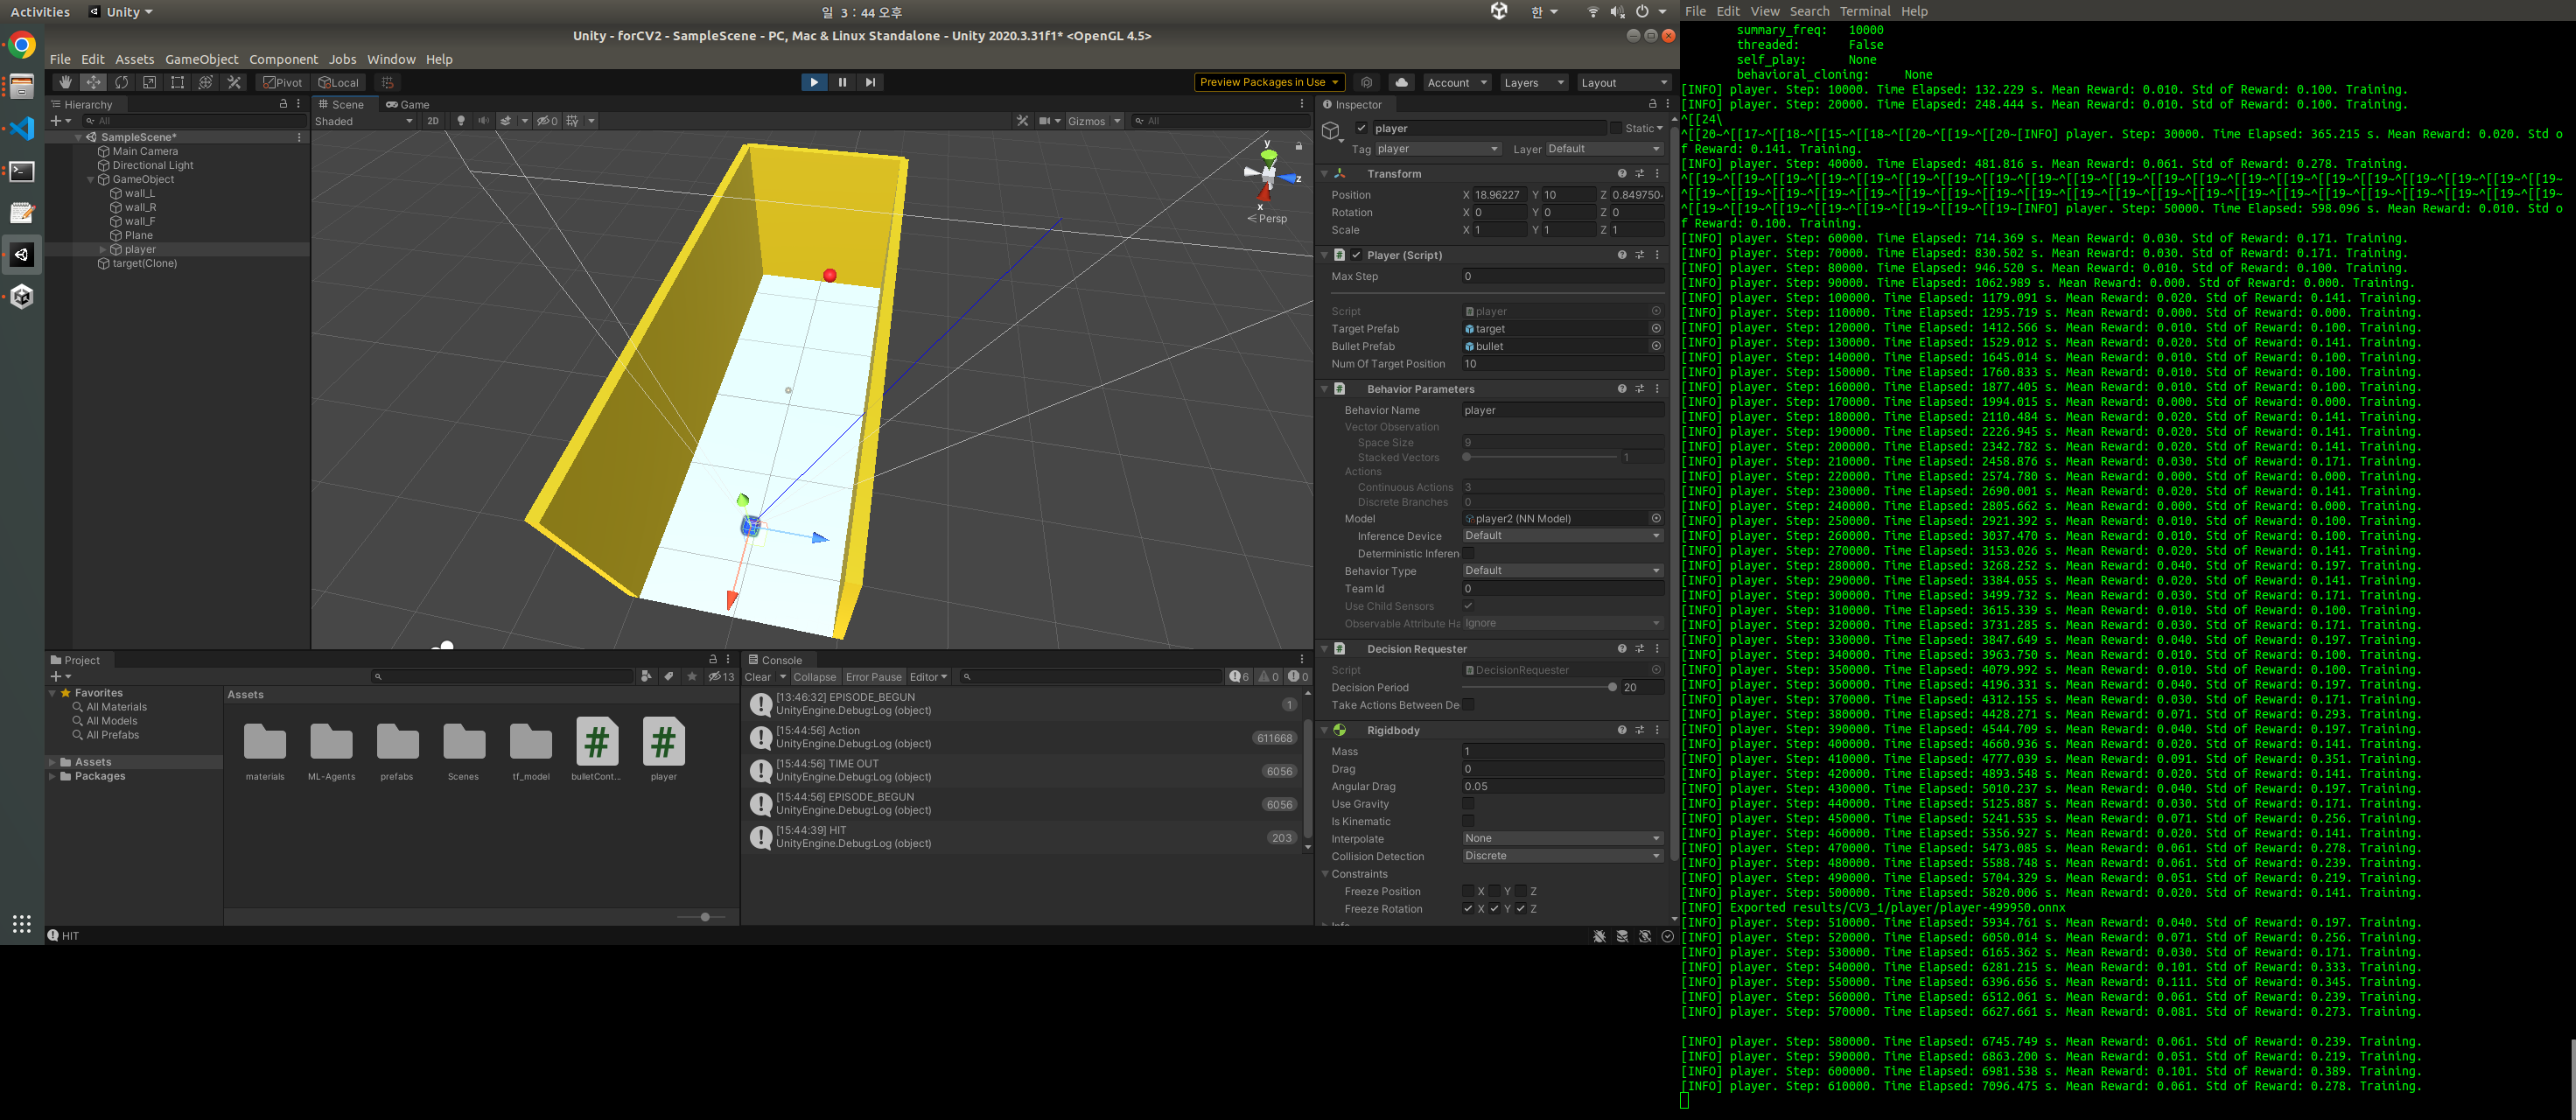 Activities Unity 일 3 : 44 오후 한
Unity - forCV2 - SampleScene - PC, Mac & Linux Standalone - Unity 2020.3.31f1* <OpenGL 4.5>
File Edit Assets GameObject Component Jobs Window Help
Pivot Local Preview Packages in Use Account Layers Layout
Hierarchy
All
SampleScene*
Main Camera
Directional Light
GameObject
wall_L
wall_R
wall_F
Plane
player
target(Clone)
Scene Game
Shaded 2D 0 Gizmos All
y
z
x
Persp
Inspector
player Static
Tag player Layer Default
Transform
Position X 18.96227 Y 10 Z 0.849750
Rotation X 0 Y 0 Z 0
Scale X 1 Y 1 Z 1
Player (Script)
Max Step 0
Script player
Target Prefab target
Bullet Prefab bullet
Num Of Target Position 10
Behavior Parameters
Behavior Name player
Vector Observation
Space Size 9
Stacked Vectors 1
Actions
Continuous Actions 3
Discrete Branches 0
Model player2 (NN Model)
Inference Device Default
Deterministic Inferen
Behavior Type Default
Team Id 0
Use Child Sensors
Observable Attribute Ha Ignore
Decision Requester
Script DecisionRequester
Decision Period 20
Take Actions Between De
Rigidbody
Mass 1
Drag 0
Angular Drag 0.05
Use Gravity
Is Kinematic
Interpolate None
Collision Detection Discrete
Constraints
Freeze Position X Y Z
Freeze Rotation X Y Z
Project
13
Favorites
All Materials
All Models
All Prefabs
Assets
Packages
Assets
materials ML-Agents prefabs Scenes tf_model bulletCont... player
Console
Clear Collapse Error Pause Editor 6 0 0
[13:46:32] EPISODE_BEGUN
UnityEngine.Debug:Log (object) 1
[15:44:56] Action
UnityEngine.Debug:Log (object) 611668
[15:44:56] TIME OUT
UnityEngine.Debug:Log (object) 6056
[15:44:56] EPISODE_BEGUN
UnityEngine.Debug:Log (object) 6056
[15:44:39] HIT
UnityEngine.Debug:Log (object) 203
HIT
File Edit View Search Terminal Help
summary_freq: 10000
threaded: False
self_play: None
behavioral_cloning: None
[INFO] player. Step: 10000. Time Elapsed: 132.229 s. Mean Reward: 0.010. Std of Reward: 0.100. Training.
[INFO] player. Step: 20000. Time Elapsed: 248.444 s. Mean Reward: 0.010. Std of Reward: 0.100. Training.
^[[24\
^[[20~^[[17~^[[18~^[[15~^[[18~^[[20~^[[19~^[[20~[INFO] player. Step: 30000. Time Elapsed: 365.215 s. Mean Reward: 0.020. Std o
f Reward: 0.141. Training.
[INFO] player. Step: 40000. Time Elapsed: 481.816 s. Mean Reward: 0.061. Std of Reward: 0.278. Training.
^[[19~^[[19~^[[19~^[[19~^[[19~^[[19~^[[19~^[[19~^[[19~^[[19~^[[19~^[[19~^[[19~^[[19~^[[19~^[[19~^[[19~^[[19~^[[19~^[[19~^[[19~
^[[19~^[[19~^[[19~^[[19~^[[19~^[[19~^[[19~^[[19~^[[19~^[[19~^[[19~^[[19~^[[19~^[[19~^[[19~^[[19~^[[19~^[[19~^[[19~^[[19~^[[19~
^[[19~^[[19~^[[19~^[[19~^[[19~^[[19~^[[19~^[[19~[INFO] player. Step: 50000. Time Elapsed: 598.096 s. Mean Reward: 0.010. Std o
f Reward: 0.100. Training.
[INFO] player. Step: 60000. Time Elapsed: 714.369 s. Mean Reward: 0.030. Std of Reward: 0.171. Training.
[INFO] player. Step: 70000. Time Elapsed: 830.502 s. Mean Reward: 0.030. Std of Reward: 0.171. Training.
[INFO] player. Step: 80000. Time Elapsed: 946.520 s. Mean Reward: 0.010. Std of Reward: 0.100. Training.
[INFO] player. Step: 90000. Time Elapsed: 1062.989 s. Mean Reward: 0.000. Std of Reward: 0.000. Training.
[INFO] player. Step: 100000. Time Elapsed: 1179.091 s. Mean Reward: 0.020. Std of Reward: 0.141. Training.
[INFO] player. Step: 110000. Time Elapsed: 1295.719 s. Mean Reward: 0.000. Std of Reward: 0.000. Training.
[INFO] player. Step: 120000. Time Elapsed: 1412.566 s. Mean Reward: 0.010. Std of Reward: 0.100. Training.
[INFO] player. Step: 130000. Time Elapsed: 1529.012 s. Mean Reward: 0.020. Std of Reward: 0.141. Training.
[INFO] player. Step: 140000. Time Elapsed: 1645.014 s. Mean Reward: 0.010. Std of Reward: 0.100. Training.
[INFO] player. Step: 150000. Time Elapsed: 1760.833 s. Mean Reward: 0.010. Std of Reward: 0.100. Training.
[INFO] player. Step: 160000. Time Elapsed: 1877.405 s. Mean Reward: 0.010. Std of Reward: 0.100. Training.
[INFO] player. Step: 170000. Time Elapsed: 1994.015 s. Mean Reward: 0.000. Std of Reward: 0.000. Training.
[INFO] player. Step: 180000. Time Elapsed: 2110.484 s. Mean Reward: 0.020. Std of Reward: 0.141. Training.
[INFO] player. Step: 190000. Time Elapsed: 2226.945 s. Mean Reward: 0.020. Std of Reward: 0.141. Training.
[INFO] player. Step: 200000. Time Elapsed: 2342.782 s. Mean Reward: 0.020. Std of Reward: 0.141. Training.
[INFO] player. Step: 210000. Time Elapsed: 2458.876 s. Mean Reward: 0.030. Std of Reward: 0.171. Training.
[INFO] player. Step: 220000. Time Elapsed: 2574.780 s. Mean Reward: 0.000. Std of Reward: 0.000. Training.
[INFO] player. Step: 230000. Time Elapsed: 2690.001 s. Mean Reward: 0.020. Std of Reward: 0.141. Training.
[INFO] player. Step: 240000. Time Elapsed: 2805.662 s. Mean Reward: 0.000. Std of Reward: 0.000. Training.
[INFO] player. Step: 250000. Time Elapsed: 2921.392 s. Mean Reward: 0.010. Std of Reward: 0.100. Training.
[INFO] player. Step: 260000. Time Elapsed: 3037.470 s. Mean Reward: 0.010. Std of Reward: 0.100. Training.
[INFO] player. Step: 270000. Time Elapsed: 3153.026 s. Mean Reward: 0.020. Std of Reward: 0.141. Training.
[INFO] player. Step: 280000. Time Elapsed: 3268.252 s. Mean Reward: 0.040. Std of Reward: 0.197. Training.
[INFO] player. Step: 290000. Time Elapsed: 3384.055 s. Mean Reward: 0.020. Std of Reward: 0.141. Training.
[INFO] player. Step: 300000. Time Elapsed: 3499.732 s. Mean Reward: 0.030. Std of Reward: 0.171. Training.
[INFO] player. Step: 310000. Time Elapsed: 3615.339 s. Mean Reward: 0.010. Std of Reward: 0.100. Training.
[INFO] player. Step: 320000. Time Elapsed: 3731.285 s. Mean Reward: 0.030. Std of Reward: 0.171. Training.
[INFO] player. Step: 330000. Time Elapsed: 3847.649 s. Mean Reward: 0.040. Std of Reward: 0.197. Training.
[INFO] player. Step: 340000. Time Elapsed: 3963.750 s. Mean Reward: 0.010. Std of Reward: 0.100. Training.
[INFO] player. Step: 350000. Time Elapsed: 4079.992 s. Mean Reward: 0.010. Std of Reward: 0.100. Training.
[INFO] player. Step: 360000. Time Elapsed: 4196.331 s. Mean Reward: 0.040. Std of Reward: 0.197. Training.
[INFO] player. Step: 370000. Time Elapsed: 4312.155 s. Mean Reward: 0.030. Std of Reward: 0.171. Training.
[INFO] player. Step: 380000. Time Elapsed: 4428.271 s. Mean Reward: 0.071. Std of Reward: 0.293. Training.
[INFO] player. Step: 390000. Time Elapsed: 4544.709 s. Mean Reward: 0.040. Std of Reward: 0.197. Training.
[INFO] player. Step: 400000. Time Elapsed: 4660.936 s. Mean Reward: 0.020. Std of Reward: 0.141. Training.
[INFO] player. Step: 410000. Time Elapsed: 4777.039 s. Mean Reward: 0.091. Std of Reward: 0.351. Training.
[INFO] player. Step: 420000. Time Elapsed: 4893.548 s. Mean Reward: 0.020. Std of Reward: 0.141. Training.
[INFO] player. Step: 430000. Time Elapsed: 5010.237 s. Mean Reward: 0.040. Std of Reward: 0.197. Training.
[INFO] player. Step: 440000. Time Elapsed: 5125.887 s. Mean Reward: 0.030. Std of Reward: 0.171. Training.
[INFO] player. Step: 450000. Time Elapsed: 5241.535 s. Mean Reward: 0.071. Std of Reward: 0.256. Training.
[INFO] player. Step: 460000. Time Elapsed: 5356.927 s. Mean Reward: 0.020. Std of Reward: 0.141. Training.
[INFO] player. Step: 470000. Time Elapsed: 5473.085 s. Mean Reward: 0.061. Std of Reward: 0.278. Training.
[INFO] player. Step: 480000. Time Elapsed: 5588.748 s. Mean Reward: 0.061. Std of Reward: 0.239. Training.
[INFO] player. Step: 490000. Time Elapsed: 5704.329 s. Mean Reward: 0.051. Std of Reward: 0.219. Training.
[INFO] player. Step: 500000. Time Elapsed: 5820.006 s. Mean Reward: 0.020. Std of Reward: 0.141. Training.
[INFO] Exported results/CV3_1/player/player-499950.onnx
[INFO] player. Step: 510000. Time Elapsed: 5934.761 s. Mean Reward: 0.040. Std of Reward: 0.197. Training.
[INFO] player. Step: 520000. Time Elapsed: 6050.014 s. Mean Reward: 0.071. Std of Reward: 0.256. Training.
[INFO] player. Step: 530000. Time Elapsed: 6165.362 s. Mean Reward: 0.030. Std of Reward: 0.171. Training.
[INFO] player. Step: 540000. Time Elapsed: 6281.215 s. Mean Reward: 0.101. Std of Reward: 0.333. Training.
[INFO] player. Step: 550000. Time Elapsed: 6396.656 s. Mean Reward: 0.111. Std of Reward: 0.345. Training.
[INFO] player. Step: 560000. Time Elapsed: 6512.061 s. Mean Reward: 0.061. Std of Reward: 0.239. Training.
[INFO] player. Step: 570000. Time Elapsed: 6627.661 s. Mean Reward: 0.081. Std of Reward: 0.273. Training.
[INFO] player. Step: 580000. Time Elapsed: 6745.749 s. Mean Reward: 0.061. Std of Reward: 0.239. Training.
[INFO] player. Step: 590000. Time Elapsed: 6863.200 s. Mean Reward: 0.051. Std of Reward: 0.219. Training.
[INFO] player. Step: 600000. Time Elapsed: 6981.538 s. Mean Reward: 0.101. Std of Reward: 0.389. Training.
[INFO] player. Step: 610000. Time Elapsed: 7096.475 s. Mean Reward: 0.061. Std of Reward: 0.278. Training.